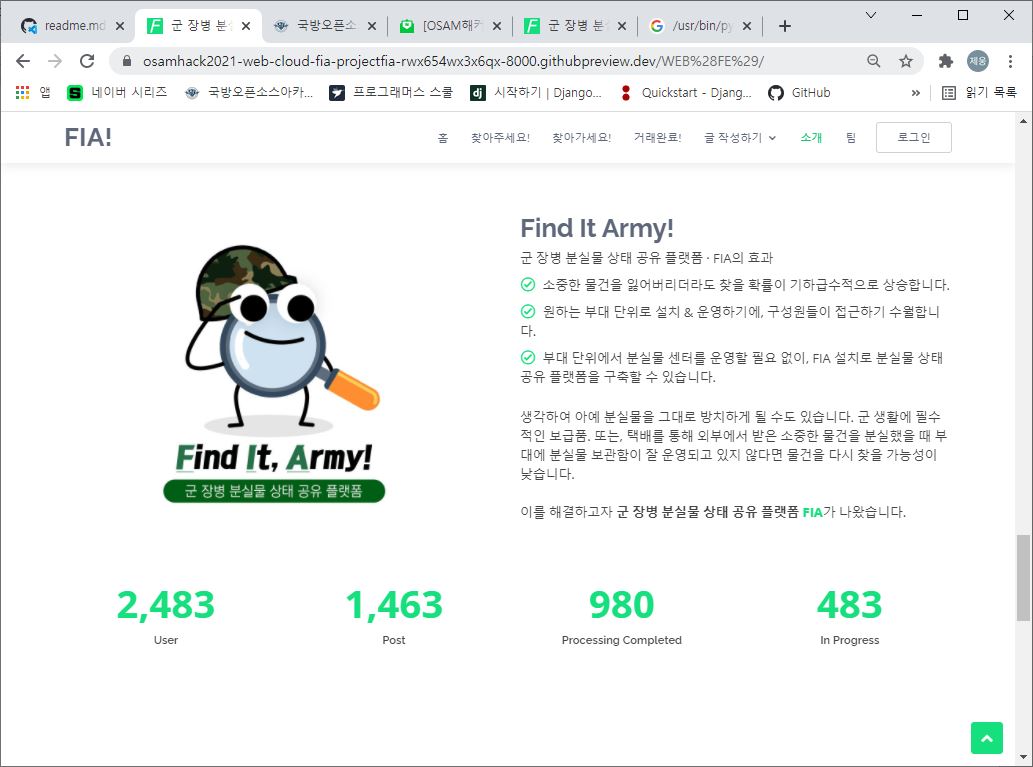 readme.md
군 장병 분실
국방오픈소
[OSAM해커
군 장병 분실
/usr/bin/py
osamhack2021-web-cloud-fia-projectfia-rwx654wx3x6qx-8000.githubpreview.dev/WEB%28FE%29/
제웅
앱 네이버 시리즈 국방오픈소스아카... 프로그래머스 스쿨 시작하기 | Django... Quickstart - Djang... GitHub » 읽기 목록
FIA! 홈 찾아주세요! 찾아가세요! 거래완료! 글 작성하기 소개 팀 로그인
Find It, Army!
군 장병 분실물 상태 공유 플랫폼
Find It Army!
군 장병 분실물 상태 공유 플랫폼 · FIA의 효과
소중한 물건을 잃어버리더라도 찾을 확률이 기하급수적으로 상승합니다.
원하는 부대 단위로 설치 & 운영하기에, 구성원들이 접근하기 수월합니
다.
부대 단위에서 분실물 센터를 운영할 필요 없이, FIA 설치로 분실물 상태
공유 플랫폼을 구축할 수 있습니다.
생각하여 아예 분실물을 그대로 방치하게 될 수도 있습니다. 군 생활에 필수
적인 보급품. 또는, 택배를 통해 외부에서 받은 소중한 물건을 분실했을 때 부
대에 분실물 보관함이 잘 운영되고 있지 않다면 물건을 다시 찾을 가능성이
낮습니다.
이를 해결하고자 군 장병 분실물 상태 공유 플랫폼 FIA가 나왔습니다.
2,483 1,463 980 483
User Post Processing Completed In Progress